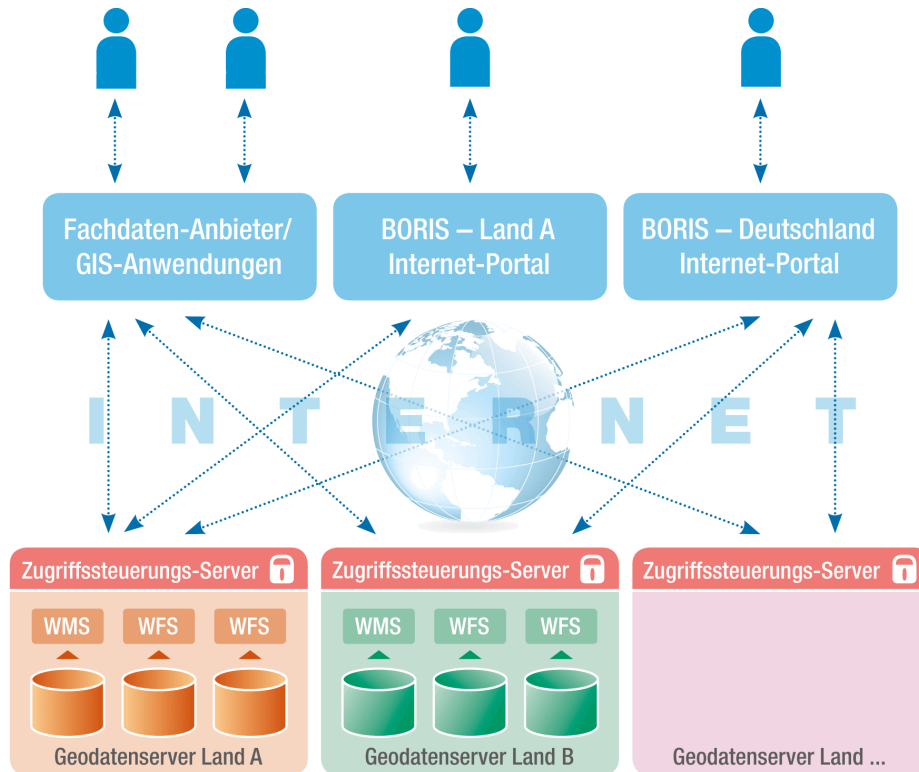 Fachdaten-Anbieter/
GIS-Anwendungen
BORIS – Land A
Internet-Portal
BORIS – Deutschland
Internet-Portal
INTERNET
Zugriffssteuerungs-Server
Zugriffssteuerungs-Server
Zugriffssteuerungs-Server
WMS
WFS
WFS
WMS
WFS
WFS
Geodatenserver Land A
Geodatenserver Land B
Geodatenserver Land ...